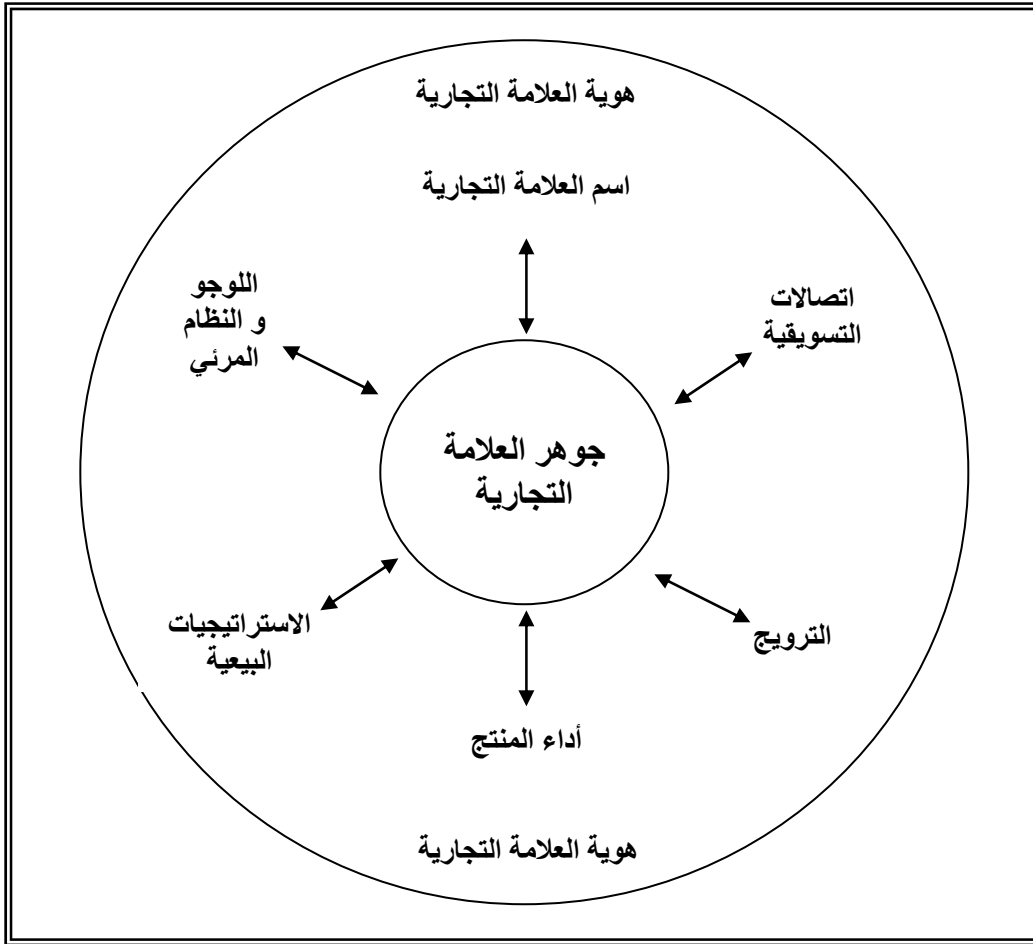 هوية العلامة التجارية
اسم العلامة التجارية
اتصالات
التسويقية
اللوجو
و النظام
المرئي
جوهر العلامة
التجارية
الترويج
الاستراتيجيات
البيعية
أداء المنتج
هوية العلامة التجارية